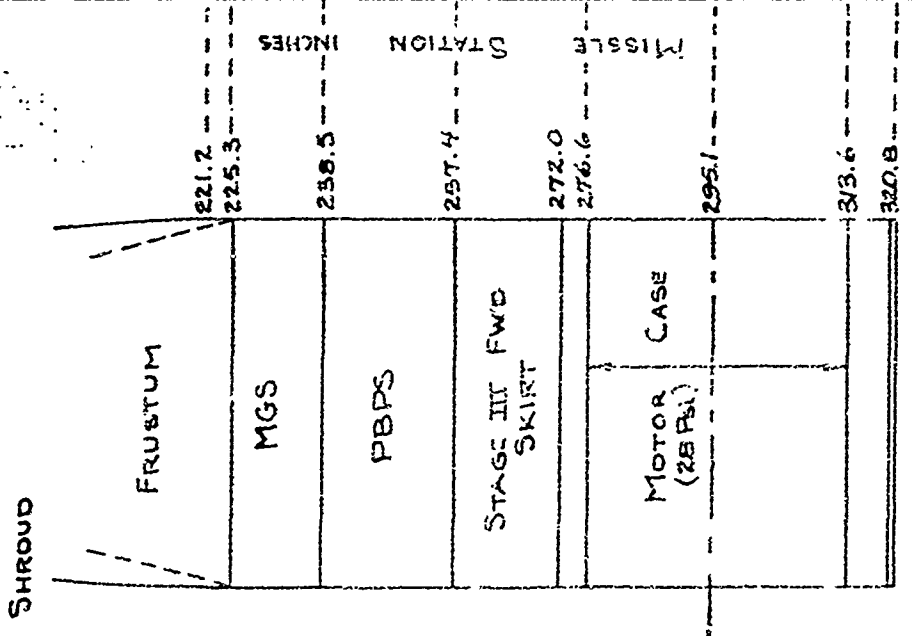 SHROUD
FRUSTUM
MGS
PBPS
STAGE III FWD
SKIRT
MOTOR CASE
(28 PSI)
221.2
225.3
238.5
257.4
272.0
276.6
295.1
313.6
320.8
MISSLE STATION INCHES